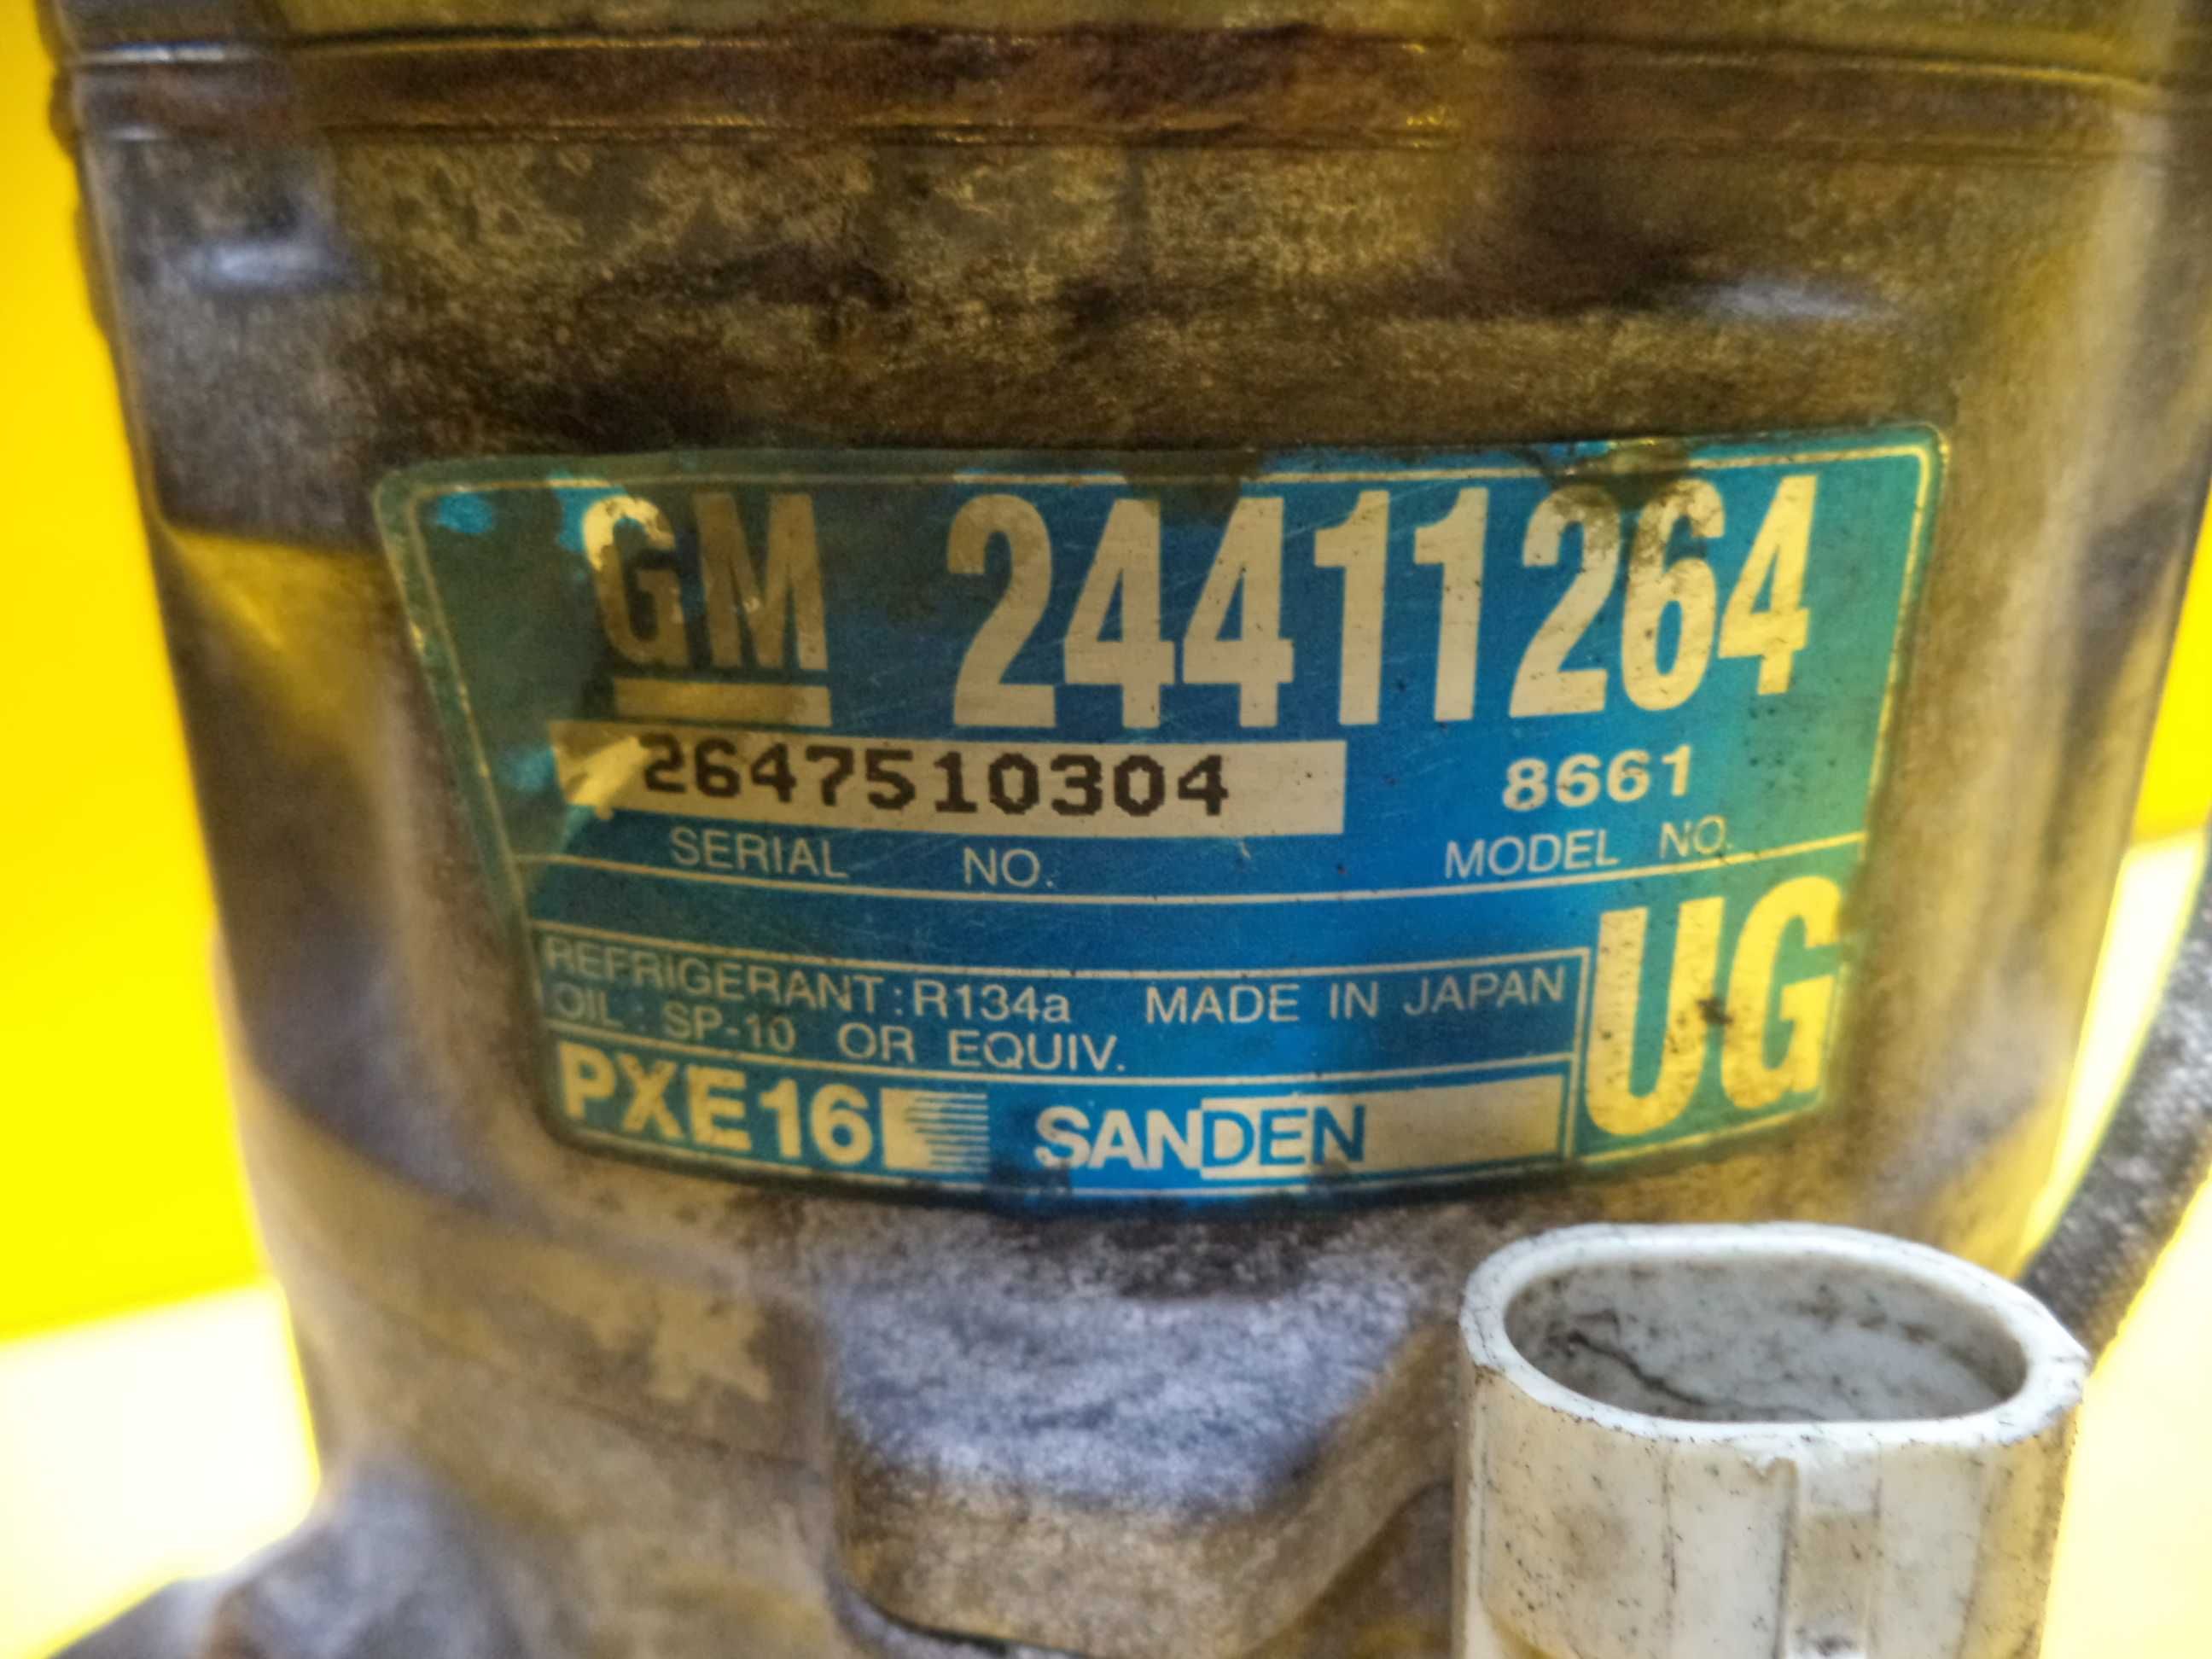 GM 24411264
2647510304 8661
SERIAL NO. MODEL NO.
REFRIGERANT:R134a MADE IN JAPAN
OIL : SP-10 OR EQUIV.
UG
PXE16 SANDEN